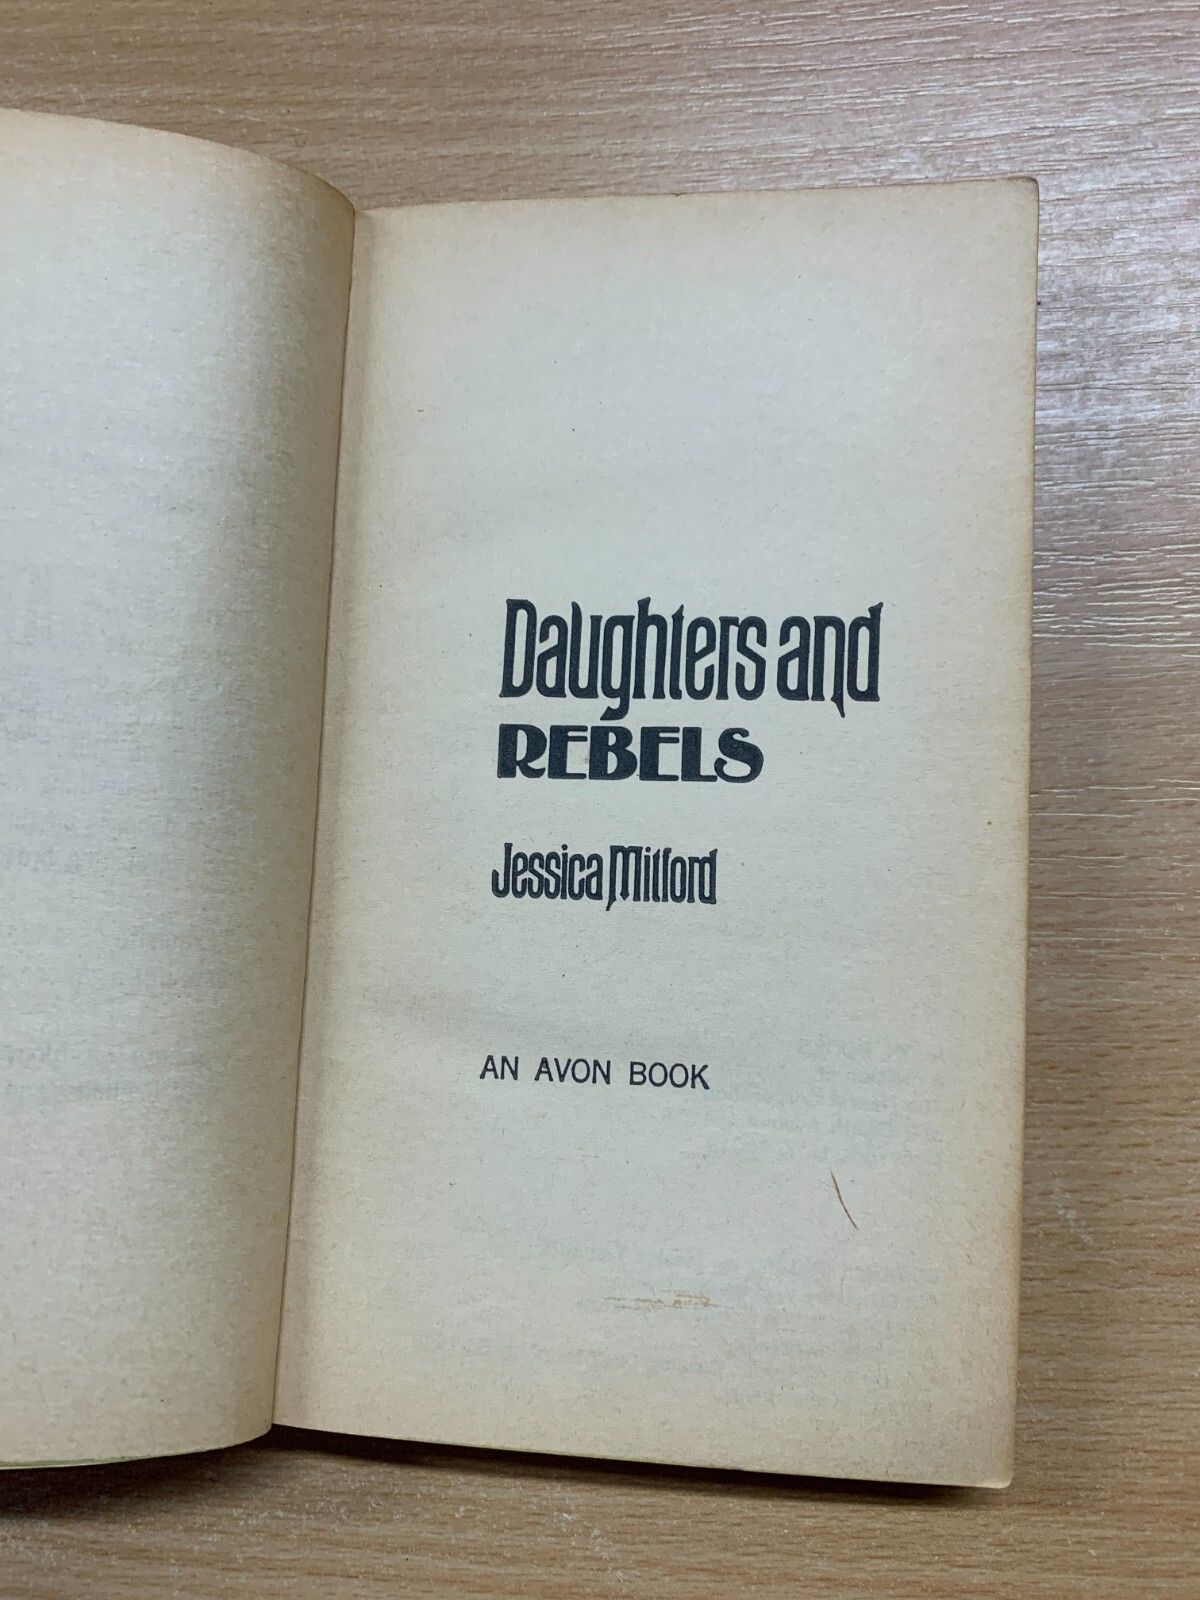 Daughters and
REBELS
Jessica Mitford
AN AVON BOOK